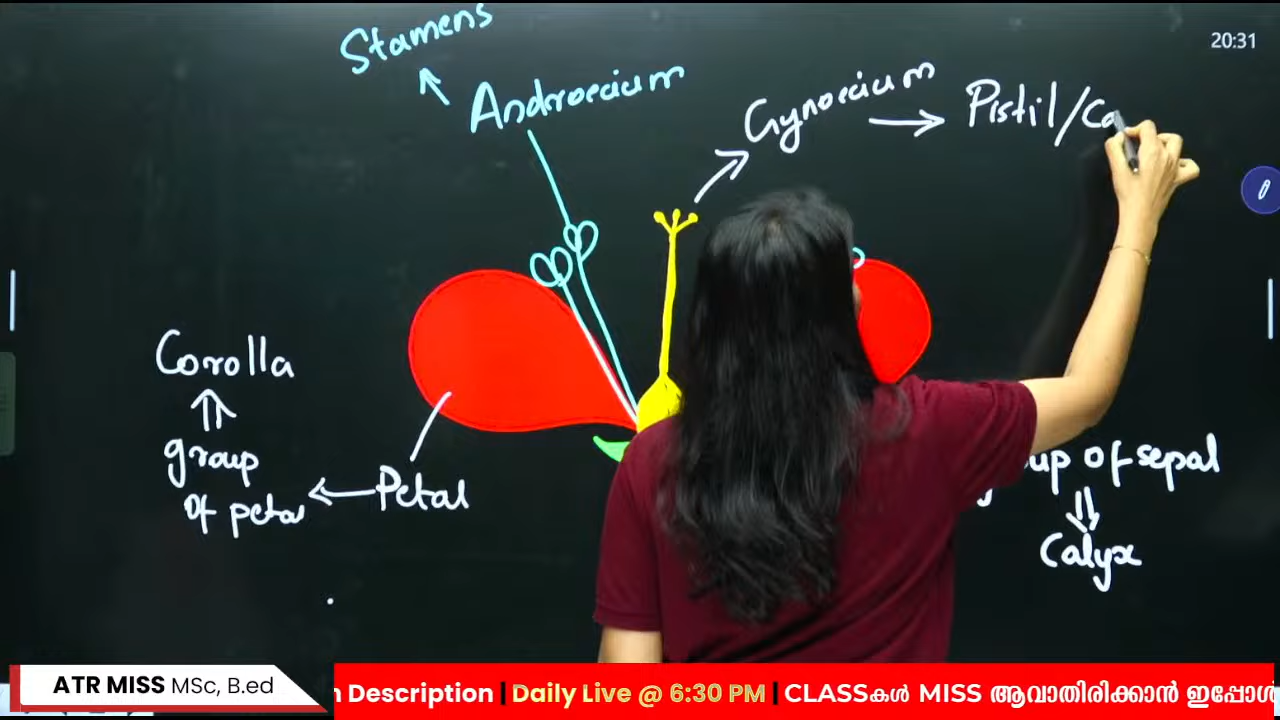 Stamens
20:31
Androecium
Gynoecium
Pistil/Ca
Corolla
group
of petal
Petal
up of sepal
Calyx
ATR MISS MSc, B.ed
n Description | Daily Live @ 6:30 PM | CLASSകൾ MISS ആവാതിരിക്കാൻ ഇപ്പോൾ